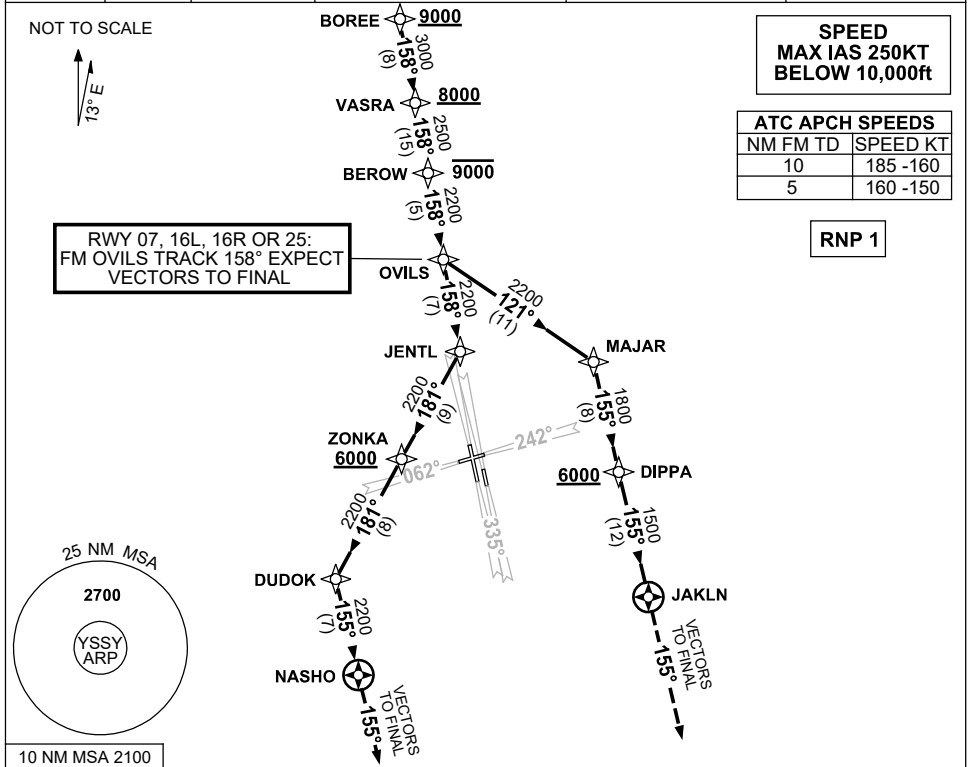 NOT TO SCALE
13° E
BOREE
9000
3000
158°
(8)
VASRA
8000
2500
158°
(15)
BEROW
9000
2200
158°
(5)
SPEED
MAX IAS 250KT
BELOW 10,000ft
ATC APCH SPEEDS
NM FM TD SPEED KT
10 185 -160
5 160 -150
RNP 1
RWY 07, 16L, 16R OR 25:
FM OVILS TRACK 158° EXPECT
VECTORS TO FINAL
OVILS
2200
158°
(7)
2200
121°
(11)
JENTL
MAJAR
2200
181°
(9)
1800
155°
(8)
ZONKA
6000
062°
242°
335°
6000
DIPPA
2200
181°
(8)
1500
155°
(12)
DUDOK
JAKLN
2200
155°
(7)
NASHO
VECTORS
TO FINAL
155°
VECTORS
TO FINAL
155°
25 NM MSA
2700
YSSY
ARP
10 NM MSA 2100